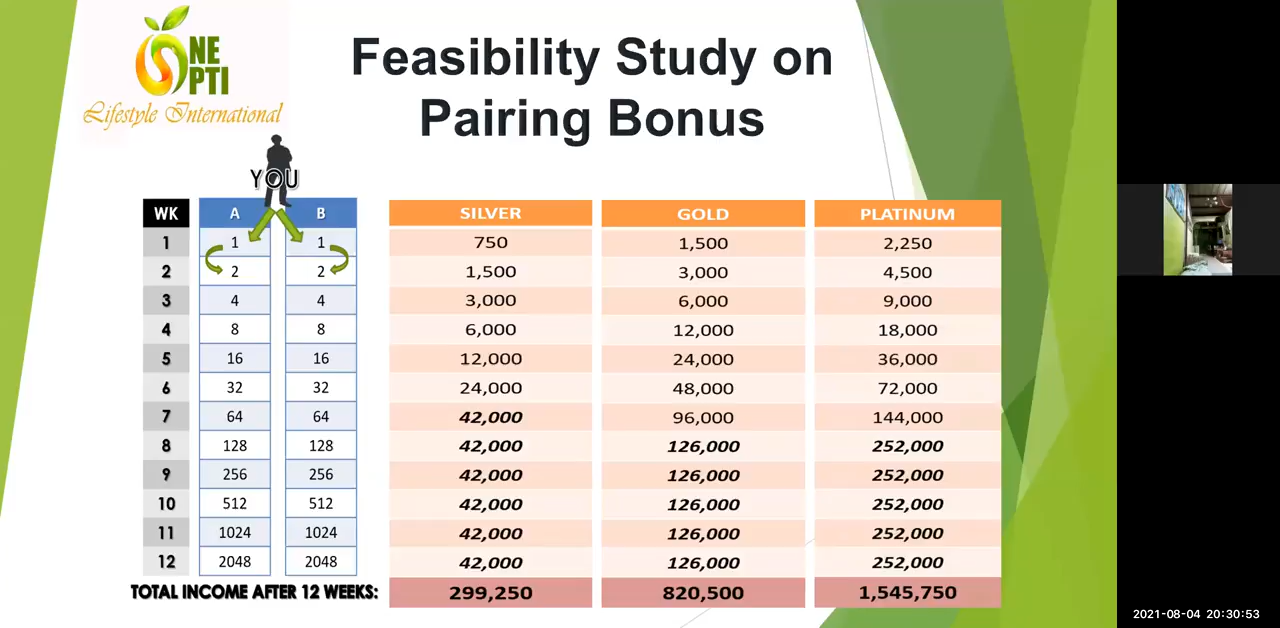 ONE
OPTI
Lifestyle International
Feasibility Study on
Pairing Bonus
YOU
WK A B SILVER GOLD PLATINUM
1 1 1 750 1,500 2,250
2 2 2 1,500 3,000 4,500
3 4 4 3,000 6,000 9,000
4 8 8 6,000 12,000 18,000
5 16 16 12,000 24,000 36,000
6 32 32 24,000 48,000 72,000
7 64 64 42,000 96,000 144,000
8 128 128 42,000 126,000 252,000
9 256 256 42,000 126,000 252,000
10 512 512 42,000 126,000 252,000
11 1024 1024 42,000 126,000 252,000
12 2048 2048 42,000 126,000 252,000
TOTAL INCOME AFTER 12 WEEKS: 299,250 820,500 1,545,750
2021-08-04 20:30:53